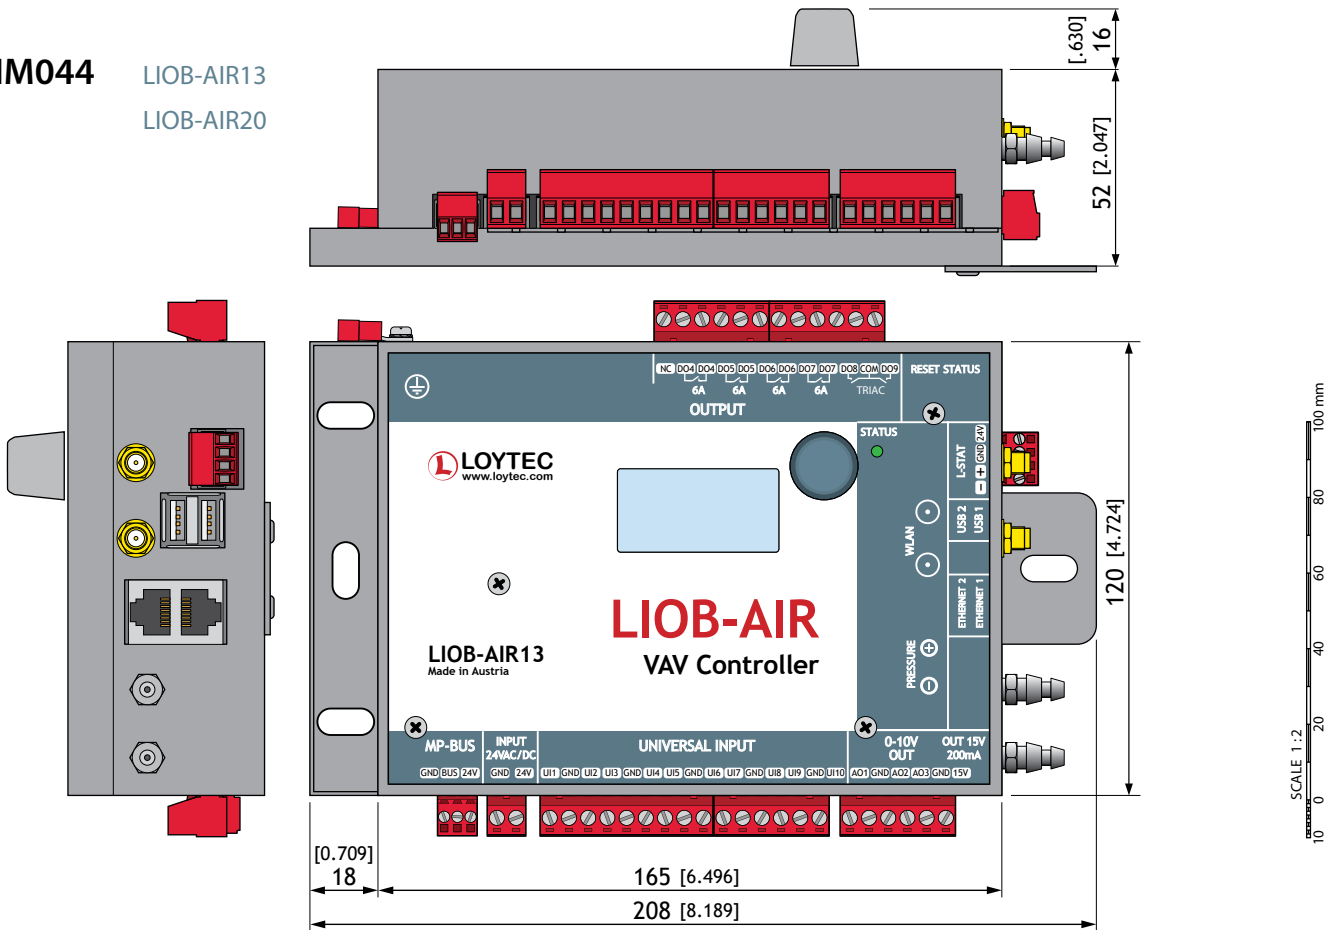 [.630]
16
52 [2.047]
M044 LIOB-AIR13
LIOB-AIR20
NC DO4 DO4 DO5 DO5 DO6 DO6 DO7 DO7 DO8 COM DO9
6A 6A 6A 6A TRIAC
OUTPUT
RESET STATUS
STATUS
L LOYTEC
www.loytec.com
L-STAT
− + GND 24V
USB 2
USB 1
WLAN
ETHERNET 2
ETHERNET 1
PRESSURE
+
−
LIOB-AIR
VAV Controller
LIOB-AIR13
Made in Austria
MP-BUS
GND BUS 24V
INPUT
24VAC/DC
GND 24V
UNIVERSAL INPUT
UI1 GND UI2 UI3 GND UI4 UI5 GND UI6 UI7 GND UI8 UI9 GND UI10
0-10V
OUT
OUT 15V
200mA
AO1 GND AO2 AO3 GND 15V
120 [4.724]
[0.709]
18
165 [6.496]
208 [8.189]
SCALE 1:2
10 0 20 40 60 80 100 mm